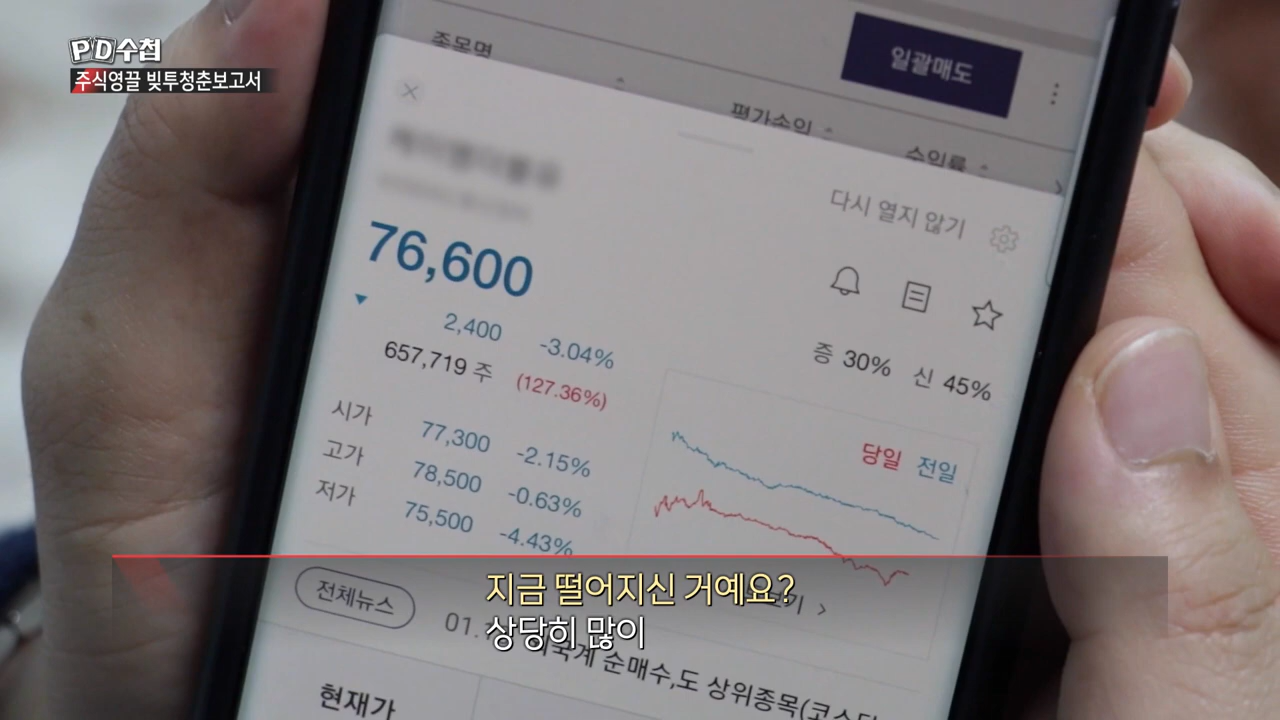 PD수첩
주식영끌 빚투청춘보고서
종목명
일괄매도
평가손익
수익률
다시 열지 않기
76,600
▼ 2,400 -3.04%
657,719 주 (127.36%)
증 30% 신 45%
시가 77,300 -2.15%
고가 78,500 -0.63%
저가 75,500 -4.43%
당일 전일
전체뉴스
01.
순매수,도 상위종목(코스닥
현재가
지금 떨어지신 거예요?
상당히 많이